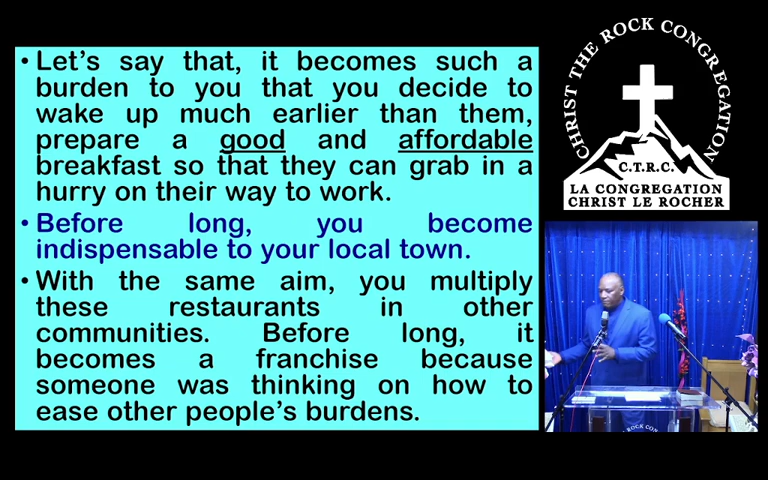 • Let's say that, it becomes such a
burden to you that you decide to
wake up much earlier than them,
prepare a good and affordable
breakfast so that they can grab in a
hurry on their way to work.
• Before long, you become
indispensable to your local town.
• With the same aim, you multiply
these restaurants in other
communities. Before long, it
becomes a franchise because
someone was thinking on how to
ease other people's burdens.
CHRIST THE ROCK CONGREGATION
C.T.R.C.
LA CONGREGATION
CHRIST LE ROCHER